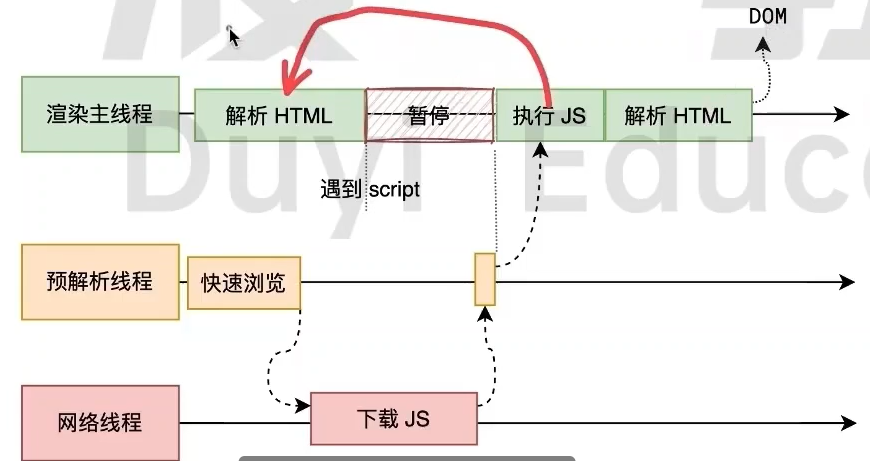 DOM
渲染主线程
解析 HTML
暂停
执行 JS
解析 HTML
Duyi Educ
遇到 script
预解析线程
快速浏览
网络线程
下载 JS